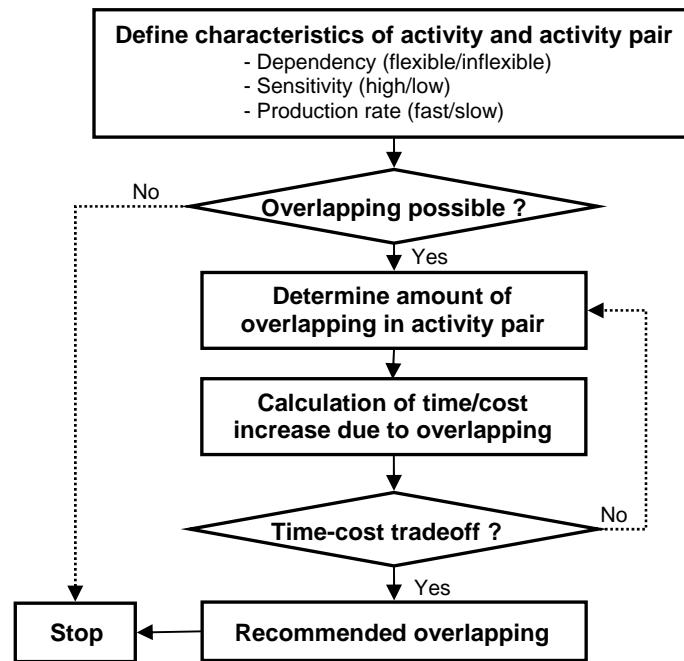 Define characteristics of activity and activity pair
- Dependency (flexible/inflexible)
- Sensitivity (high/low)
- Production rate (fast/slow)
No
Overlapping possible ?
Yes
Determine amount of
overlapping in activity pair
Calculation of time/cost
increase due to overlapping
Time-cost tradeoff ?
No
Yes
Stop
Recommended overlapping